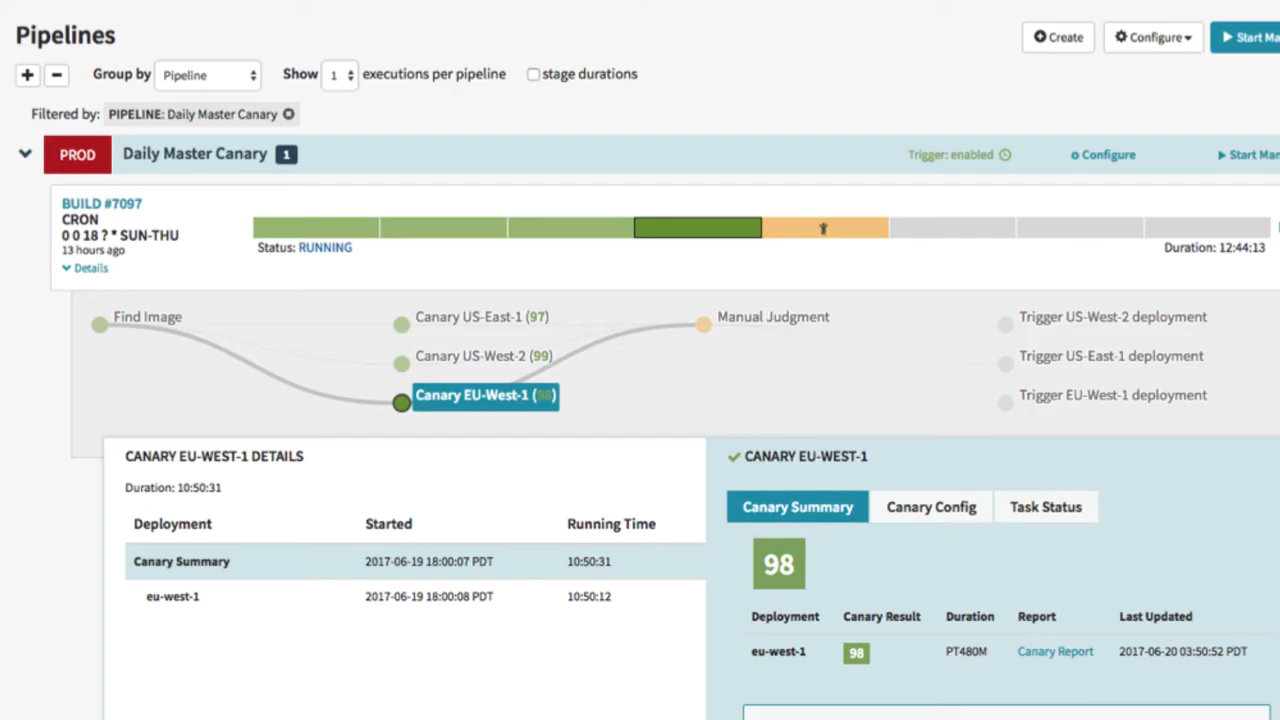 Pipelines
Create
Configure
Start Ma
+ - Group by Pipeline Show 1 executions per pipeline stage durations
Filtered by: PIPELINE: Daily Master Canary
PROD Daily Master Canary 1 Trigger: enabled Configure Start Man
BUILD #7097
CRON
0 0 18 ? * SUN-THU
13 hours ago
Details
Status: RUNNING
Duration: 12:44:13
Find Image
Canary US-East-1 (97)
Canary US-West-2 (99)
Canary EU-West-1 (98)
Manual Judgment
Trigger US-West-2 deployment
Trigger US-East-1 deployment
Trigger EU-West-1 deployment
CANARY EU-WEST-1 DETAILS
Duration: 10:50:31
Deployment Started Running Time
Canary Summary 2017-06-19 18:00:07 PDT 10:50:31
eu-west-1 2017-06-19 18:00:08 PDT 10:50:12
CANARY EU-WEST-1
Canary Summary Canary Config Task Status
98
Deployment Canary Result Duration Report Last Updated
eu-west-1 98 PT480M Canary Report 2017-06-20 03:50:52 PDT